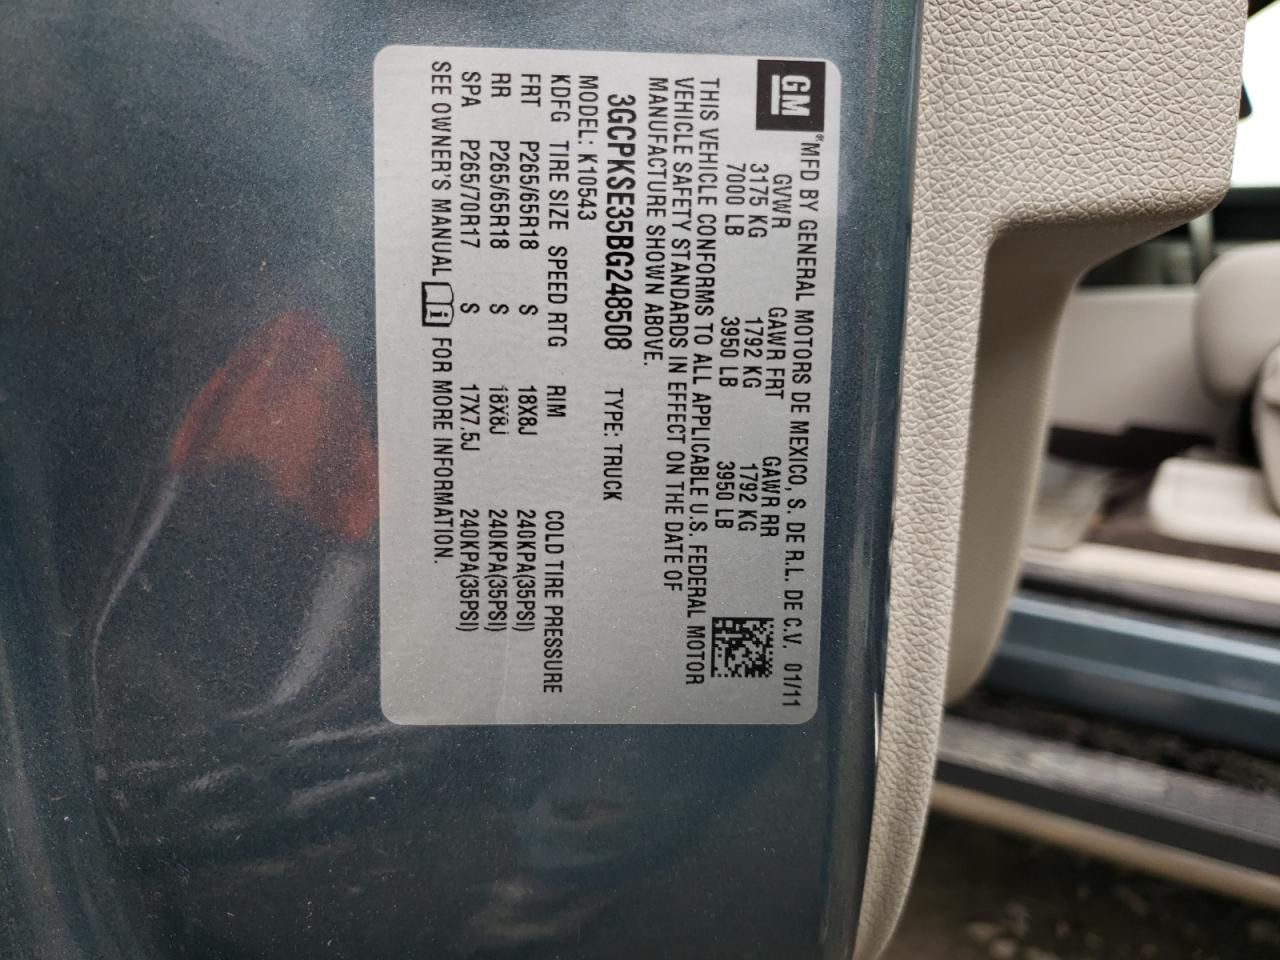 GM
® MFD BY GENERAL MOTORS DE MEXICO, S. DE R.L. DE C.V. 01/11
GVWR GAWR FRT GAWR RR
3175 KG 1792 KG 1792 KG
7000 LB 3950 LB 3950 LB
THIS VEHICLE CONFORMS TO ALL APPLICABLE U.S. FEDERAL MOTOR
VEHICLE SAFETY STANDARDS IN EFFECT ON THE DATE OF
MANUFACTURE SHOWN ABOVE.
3GCPKSE35BG248508 TYPE: TRUCK
MODEL: K10543
KDFG TIRE SIZE SPEED RTG RIM COLD TIRE PRESSURE
FRT P265/65R18 S 18X8J 240KPA(35PSI)
RR P265/65R18 S 18X8J 240KPA(35PSI)
SPA P265/70R17 S 17X7.5J 240KPA(35PSI)
SEE OWNER'S MANUAL i FOR MORE INFORMATION.